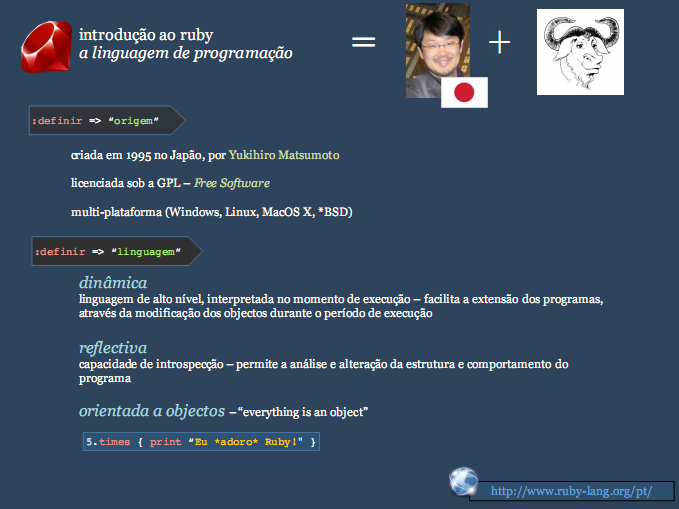 introdução ao ruby
a linguagem de programação
= +
:definir => “origem”
criada em 1995 no Japão, por Yukihiro Matsumoto
licenciada sob a GPL – Free Software
multi-plataforma (Windows, Linux, MacOS X, *BSD)
:definir => “linguagem”
dinâmica
linguagem de alto nível, interpretada no momento de execução – facilita a extensão dos programas,
através da modificação dos objectos durante o período de execução
reflectiva
capacidade de introspecção – permite a análise e alteração da estrutura e comportamento do
programa
orientada a objectos – “everything is an object”
5.times { print “Eu *adoro* Ruby!" }
http://www.ruby-lang.org/pt/